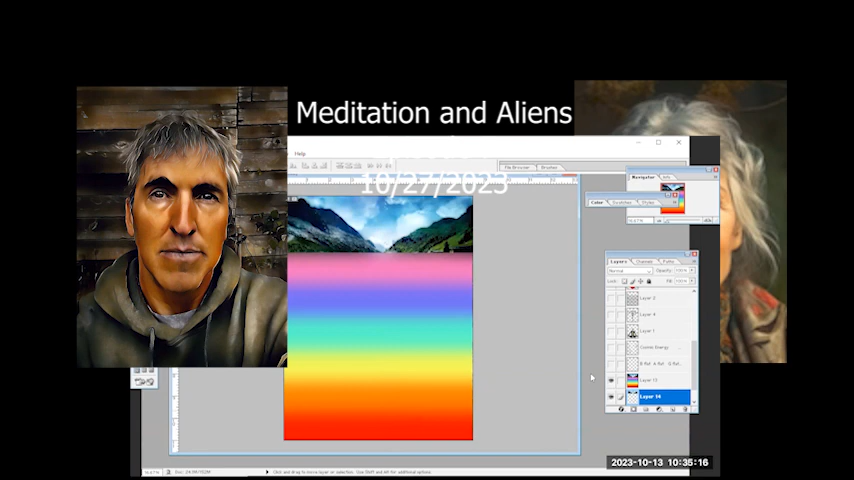 Meditation and Aliens
Help
File Browser Brushes
10/27/2023
Navigator
Color Swatches Styles
Layers Channels Paths
Normal Opacity: 100%
Lock: Fill: 100%
Layer 2
Layer 4
Layer 1
Cosmic Energy
Layer 13
Layer 14
2023-10-13 10:35:16
Click and drag to move layer or selection. Use Shift and Alt for additional options.